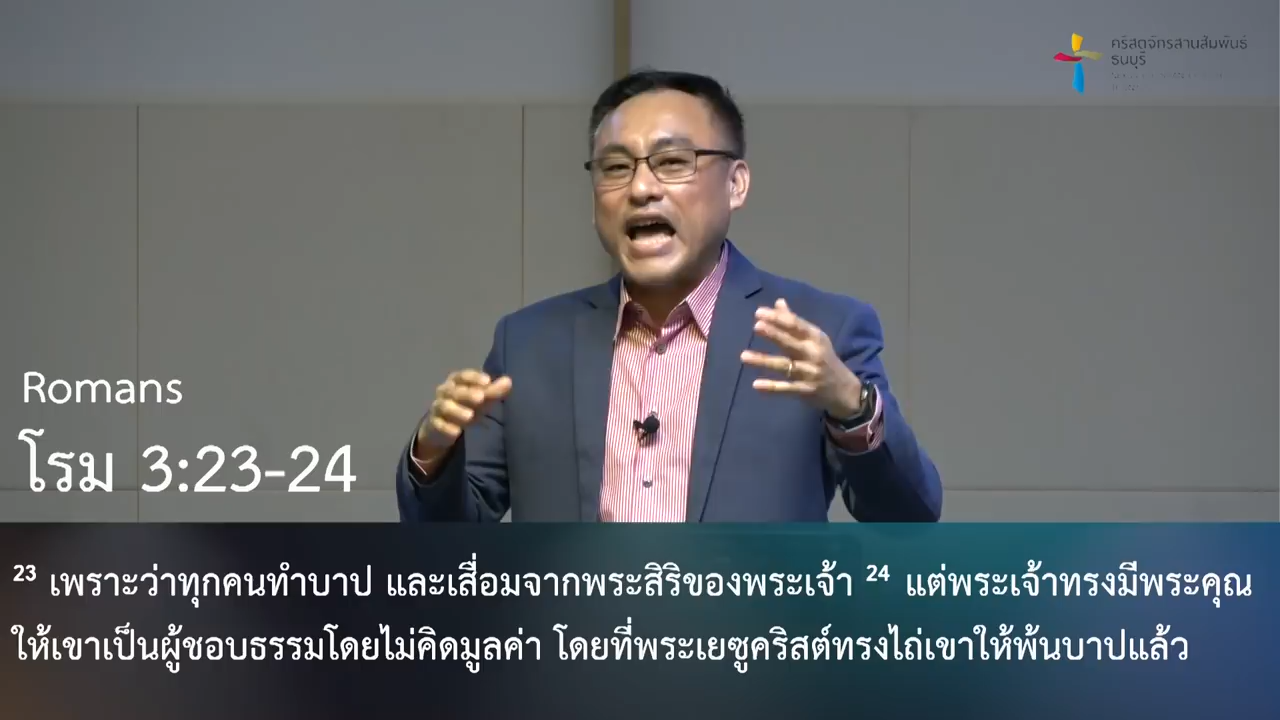 คริสตจักรสานสัมพันธ์
ธนบุรี
Romans
โรม 3:23-24
23 เพราะว่าทุกคนทำบาป และเสื่อมจากพระสิริของพระเจ้า 24 แต่พระเจ้าทรงมีพระคุณ
ให้เขาเป็นผู้ชอบธรรมโดยไม่คิดมูลค่า โดยที่พระเยซูคริสต์ทรงไถ่เขาให้พ้นบาปแล้ว